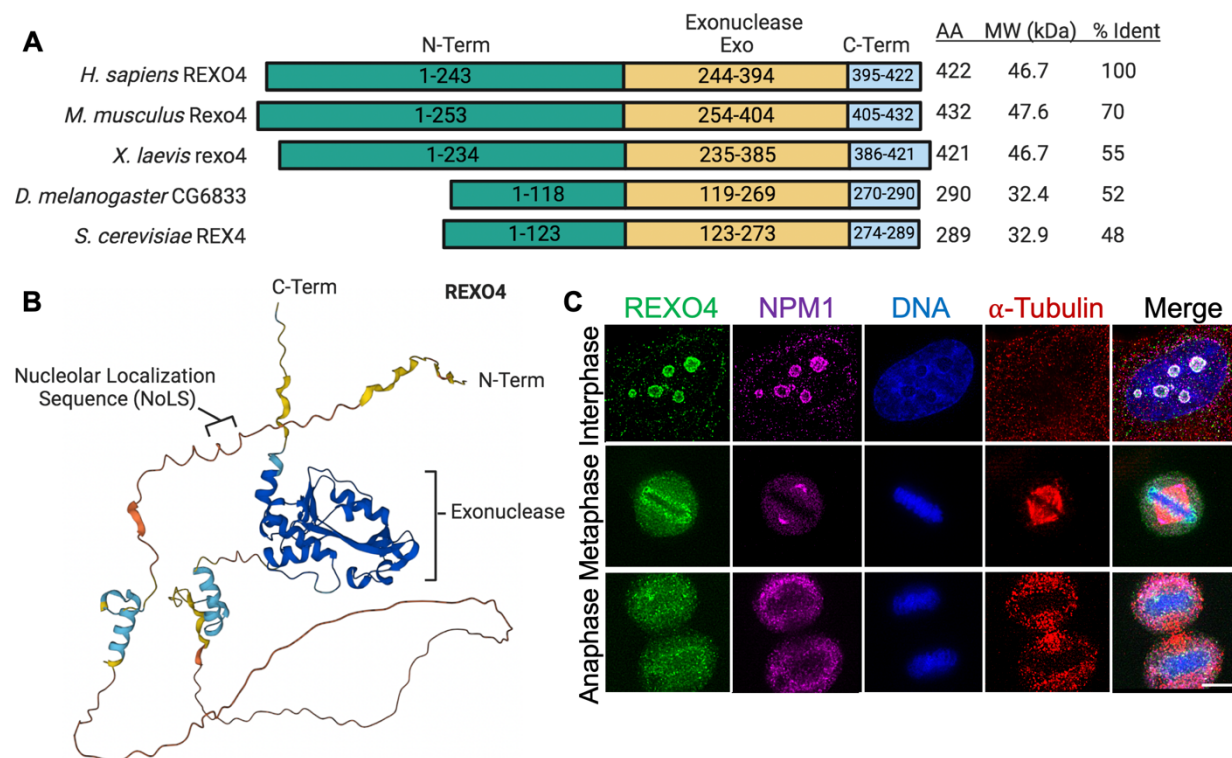 A
N-Term
Exonuclease
Exo
C-Term
AA MW (kDa) % Ident
H. sapiens REXO4 1-243 244-394 395-422 422 46.7 100
M. musculus Rexo4 1-253 254-404 405-432 432 47.6 70
X. laevis rexo4 1-234 235-385 386-421 421 46.7 55
D. melanogaster CG6833 1-118 119-269 270-290 290 32.4 52
S. cerevisiae REX4 1-123 123-273 274-289 289 32.9 48
B
C-Term
REXO4
Nucleolar Localization
Sequence (NoLS)
N-Term
Exonuclease
C
REXO4 NPM1 DNA α-Tubulin Merge
Interphase
Metaphase
Anaphase